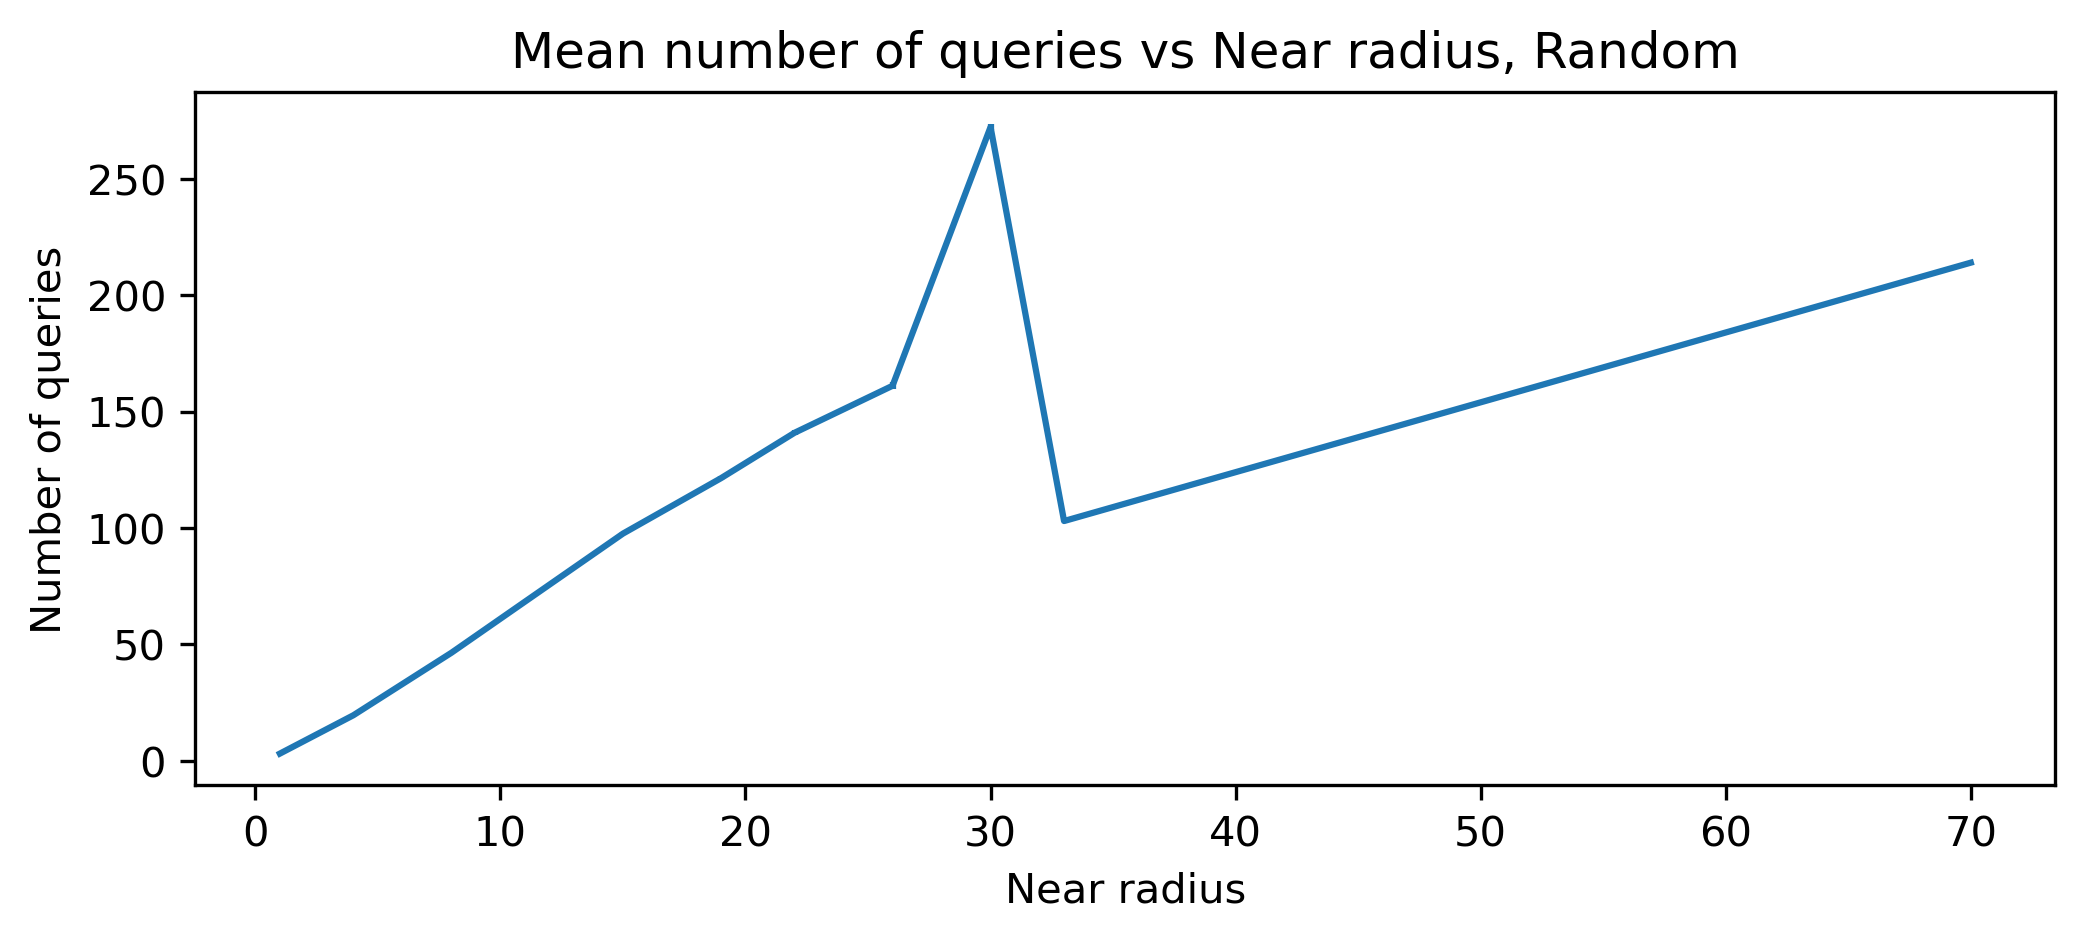 Mean number of queries vs Near radius, Random
Number of queries
250
200
150
100
50
0
0 10 20 30 40 50 60 70
Near radius